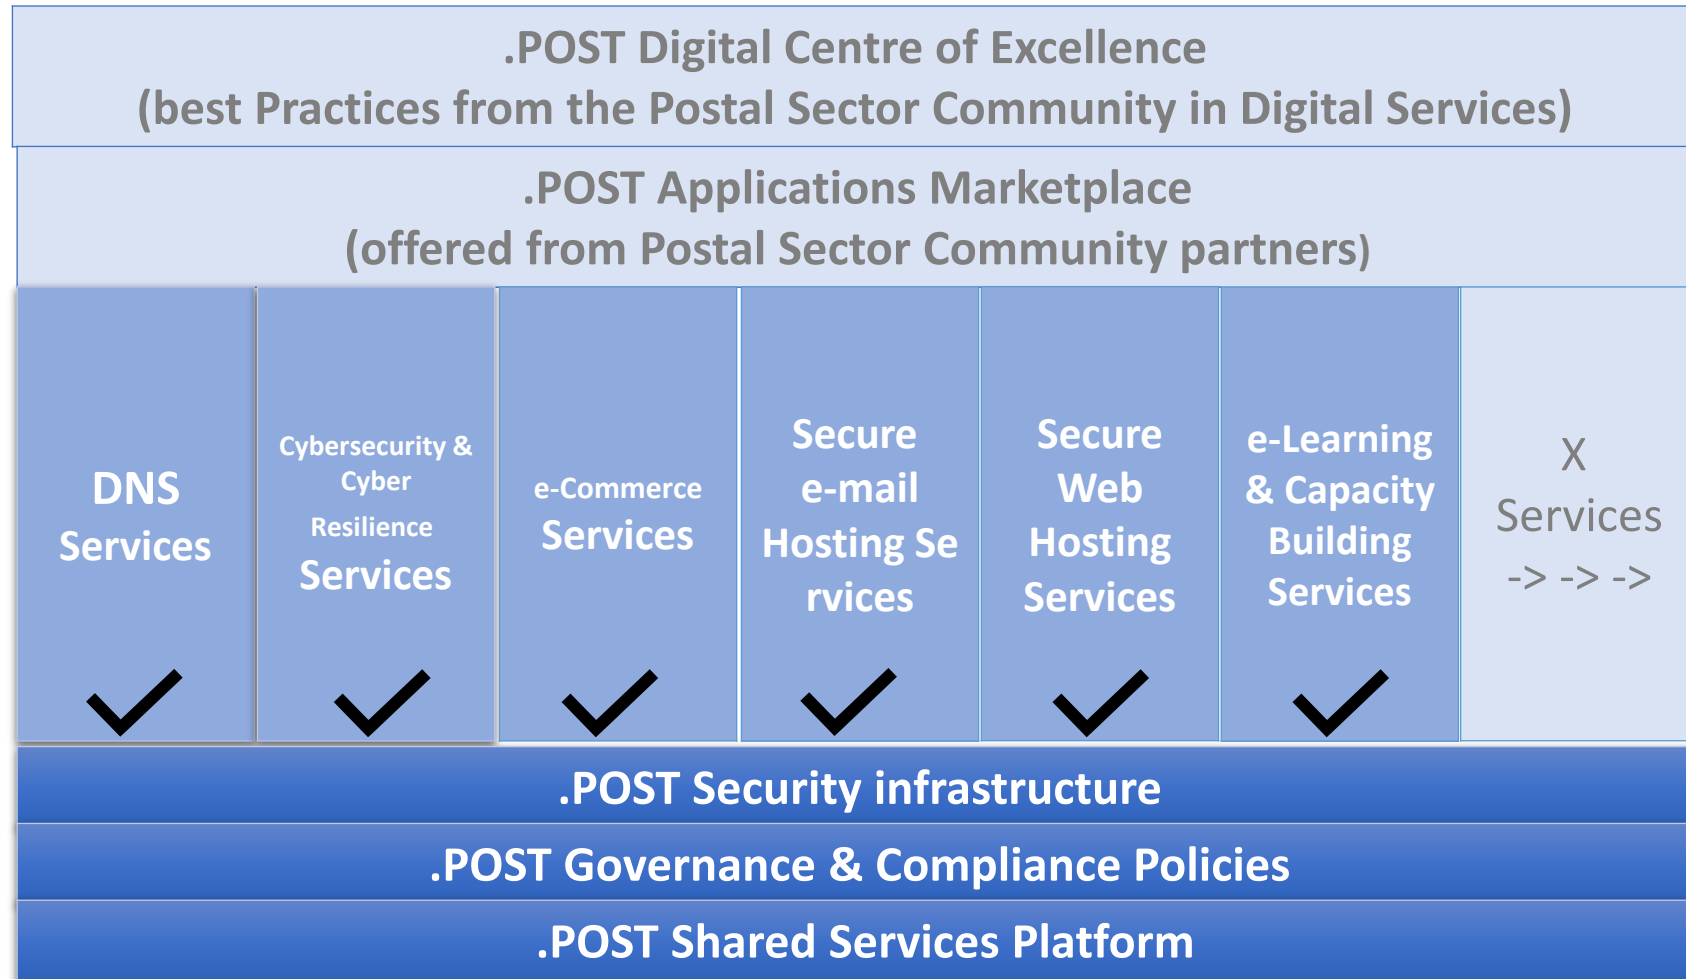 .POST Digital Centre of Excellence
(best Practices from the Postal Sector Community in Digital Services)
.POST Applications Marketplace
(offered from Postal Sector Community partners)
DNS
Services
Cybersecurity &
Cyber
Resilience
Services
e-Commerce
Services
Secure
e-mail
Hosting Se
rvices
Secure
Web
Hosting
Services
e-Learning
& Capacity
Building
Services
X
Services
-> -> ->
.POST Security infrastructure
.POST Governance & Compliance Policies
.POST Shared Services Platform